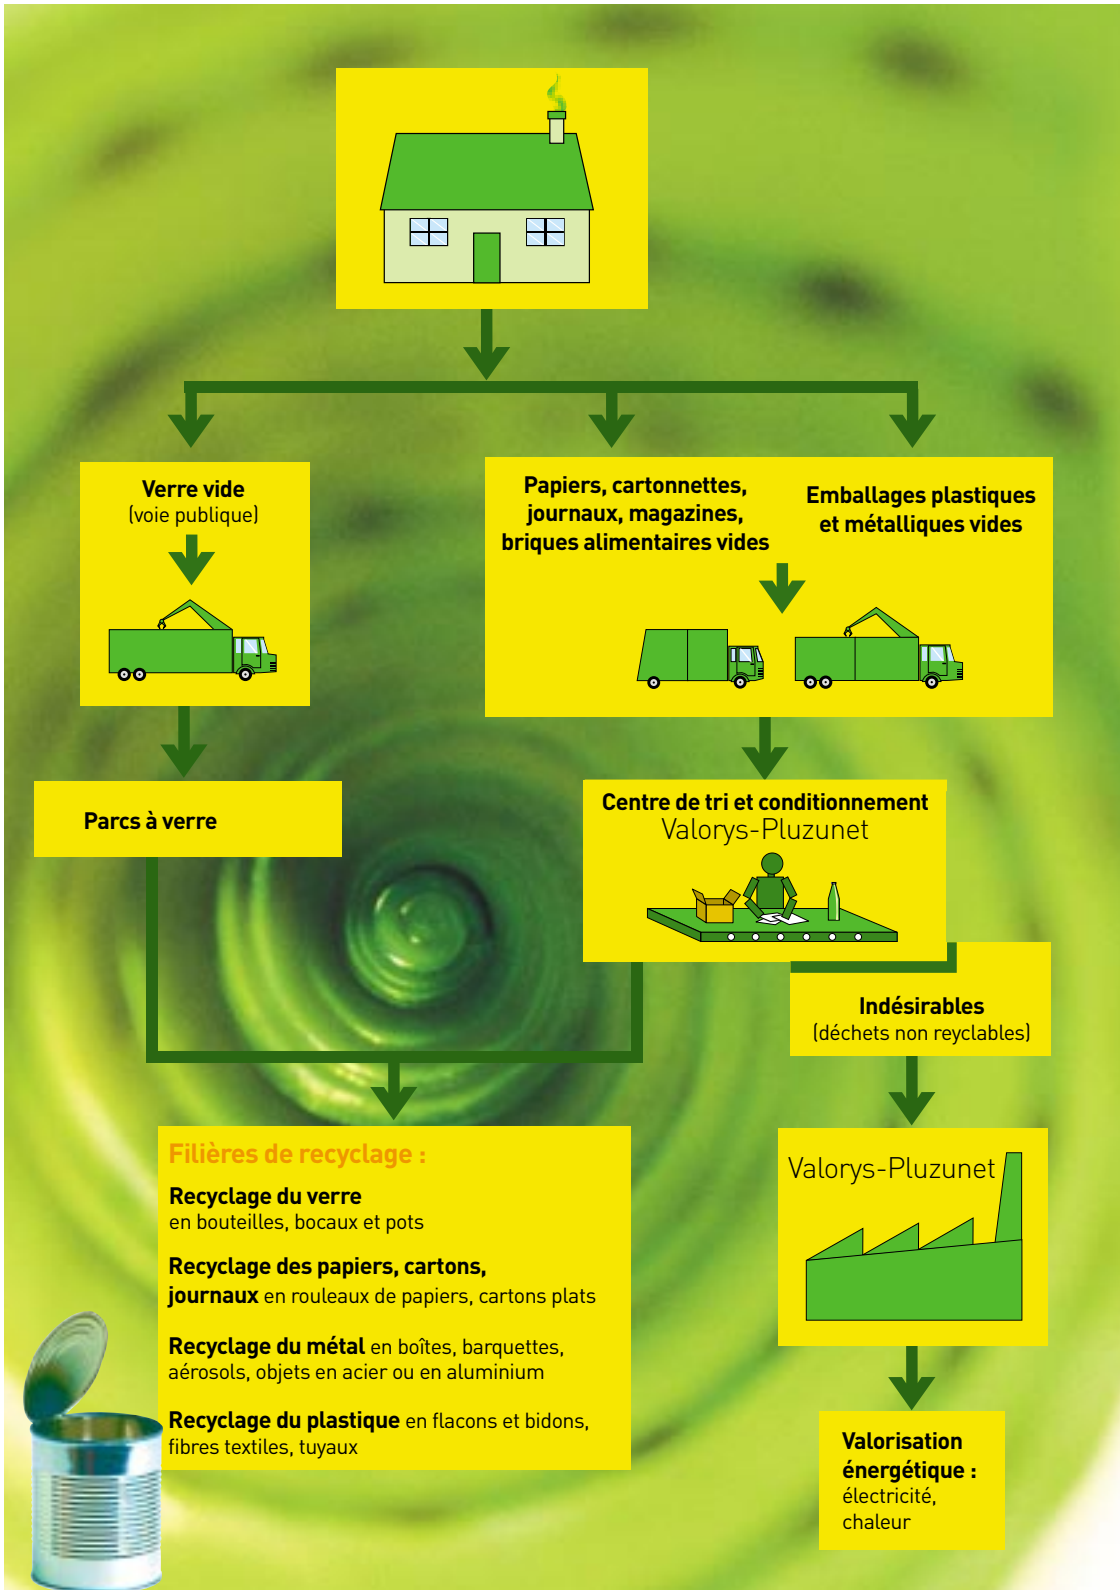 Verre vide
(voie publique)
Papiers, cartonnettes,
journaux, magazines,
briques alimentaires vides
Emballages plastiques
et métalliques vides
Parcs à verre
Centre de tri et conditionnement
Valorys-Pluzunet
Indésirables
(déchets non reyclables)
Filières de recyclage :
Recyclage du verre
en bouteilles, bocaux et pots
Recyclage des papiers, cartons,
journaux en rouleaux de papiers, cartons plats
Recyclage du métal en boîtes, barquettes,
aérosols, objets en acier ou en aluminium
Recyclage du plastique en flacons et bidons,
fibres textiles, tuyaux
Valorys-Pluzunet
Valorisation
énergétique :
électricité,
chaleur